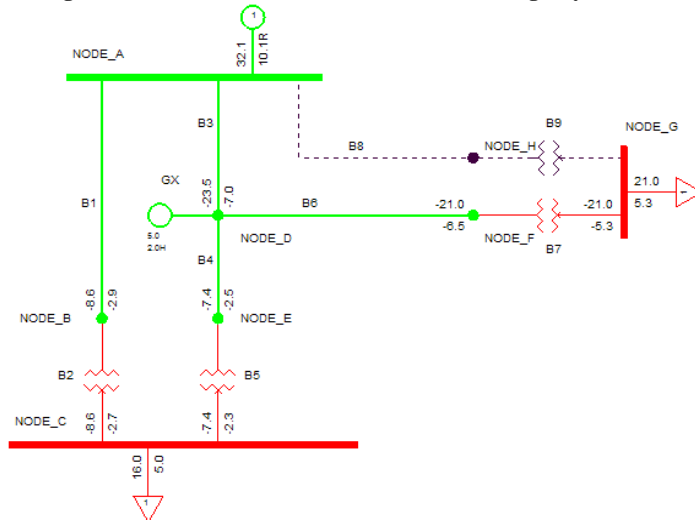 1
32.1
10.1R
NODE_A
B3
B9
NODE_G
B8
NODE_H
GX
-23.5
-7.0
21.0
5.3
1
B1
B6
-21.0
-21.0
5.0
2.0H
-6.5
-5.3
NODE_D
NODE_F
B7
B4
-8.6
-2.9
-7.4
-2.5
NODE_B
NODE_E
B2
B5
NODE_C
-8.6
-2.7
-7.4
-2.3
16.0
5.0
1